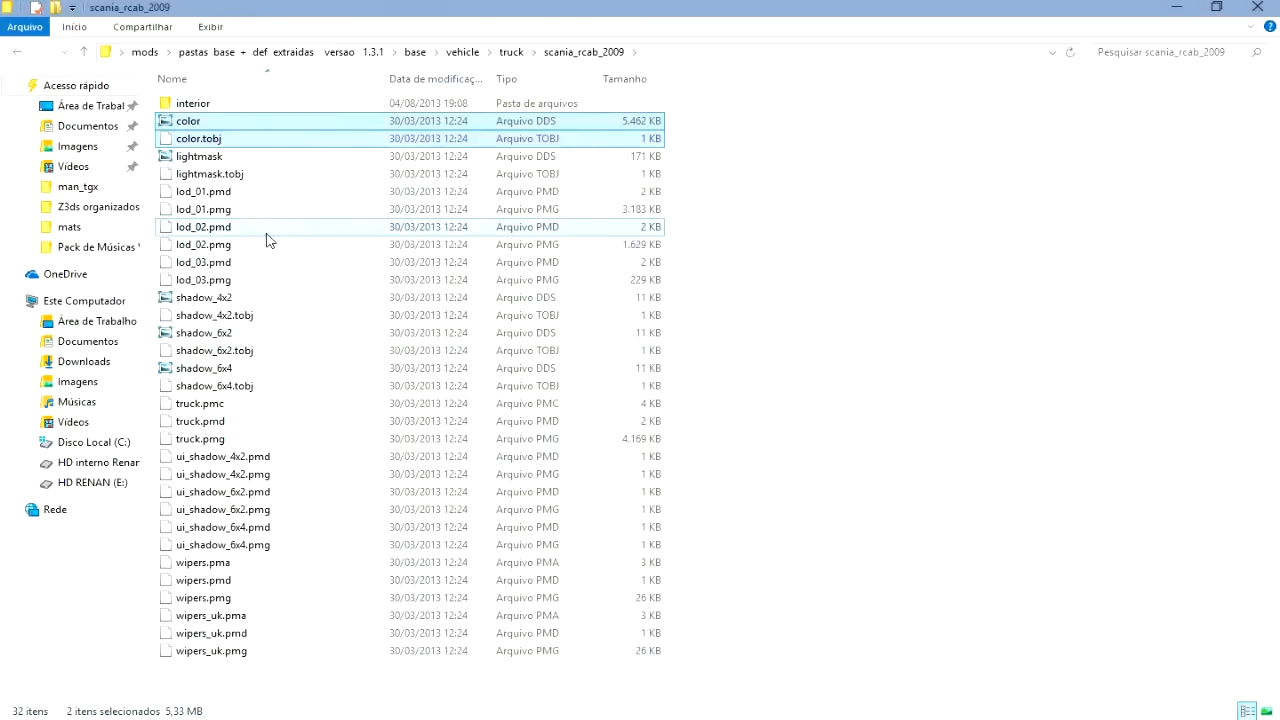 scania_rcab_2009
Arquivo Início Compartilhar Exibir
mods pastas base + def extraidas versao 1.3.1 base vehicle truck scania_rcab_2009 Pesquisar scania_rcab_2009
Nome Data de modificaç... Tipo Tamanho
Acesso rápido
Área de Trabal
Documentos
Imagens
Vídeos
man_tgx
Z3ds organizados
mats
Pack de Músicas
OneDrive
Este Computador
Área de Trabalho
Documentos
Downloads
Imagens
Músicas
Vídeos
Disco Local (C:)
HD interno Renar
HD RENAN (E:)
Rede
interior 04/08/2013 19:08 Pasta de arquivos
color 30/03/2013 12:24 Arquivo DDS 5.462 KB
color.tobj 30/03/2013 12:24 Arquivo TOBJ 1 KB
lightmask 30/03/2013 12:24 Arquivo DDS 171 KB
lightmask.tobj 30/03/2013 12:24 Arquivo TOBJ 1 KB
lod_01.pmd 30/03/2013 12:24 Arquivo PMD 2 KB
lod_01.pmg 30/03/2013 12:24 Arquivo PMG 3.183 KB
lod_02.pmd 30/03/2013 12:24 Arquivo PMD 2 KB
lod_02.pmg 30/03/2013 12:24 Arquivo PMG 1.629 KB
lod_03.pmd 30/03/2013 12:24 Arquivo PMD 2 KB
lod_03.pmg 30/03/2013 12:24 Arquivo PMG 229 KB
shadow_4x2 30/03/2013 12:24 Arquivo DDS 11 KB
shadow_4x2.tobj 30/03/2013 12:24 Arquivo TOBJ 1 KB
shadow_6x2 30/03/2013 12:24 Arquivo DDS 11 KB
shadow_6x2.tobj 30/03/2013 12:24 Arquivo TOBJ 1 KB
shadow_6x4 30/03/2013 12:24 Arquivo DDS 11 KB
shadow_6x4.tobj 30/03/2013 12:24 Arquivo TOBJ 1 KB
truck.pmc 30/03/2013 12:24 Arquivo PMC 4 KB
truck.pmd 30/03/2013 12:24 Arquivo PMD 2 KB
truck.pmg 30/03/2013 12:24 Arquivo PMG 4.169 KB
ui_shadow_4x2.pmd 30/03/2013 12:24 Arquivo PMD 1 KB
ui_shadow_4x2.pmg 30/03/2013 12:24 Arquivo PMG 1 KB
ui_shadow_6x2.pmd 30/03/2013 12:24 Arquivo PMD 1 KB
ui_shadow_6x2.pmg 30/03/2013 12:24 Arquivo PMG 1 KB
ui_shadow_6x4.pmd 30/03/2013 12:24 Arquivo PMD 1 KB
ui_shadow_6x4.pmg 30/03/2013 12:24 Arquivo PMG 1 KB
wipers.pma 30/03/2013 12:24 Arquivo PMA 3 KB
wipers.pmd 30/03/2013 12:24 Arquivo PMD 1 KB
wipers.pmg 30/03/2013 12:24 Arquivo PMG 26 KB
wipers_uk.pma 30/03/2013 12:24 Arquivo PMA 3 KB
wipers_uk.pmd 30/03/2013 12:24 Arquivo PMD 1 KB
wipers_uk.pmg 30/03/2013 12:24 Arquivo PMG 26 KB
32 itens 2 itens selecionados 5,33 MB